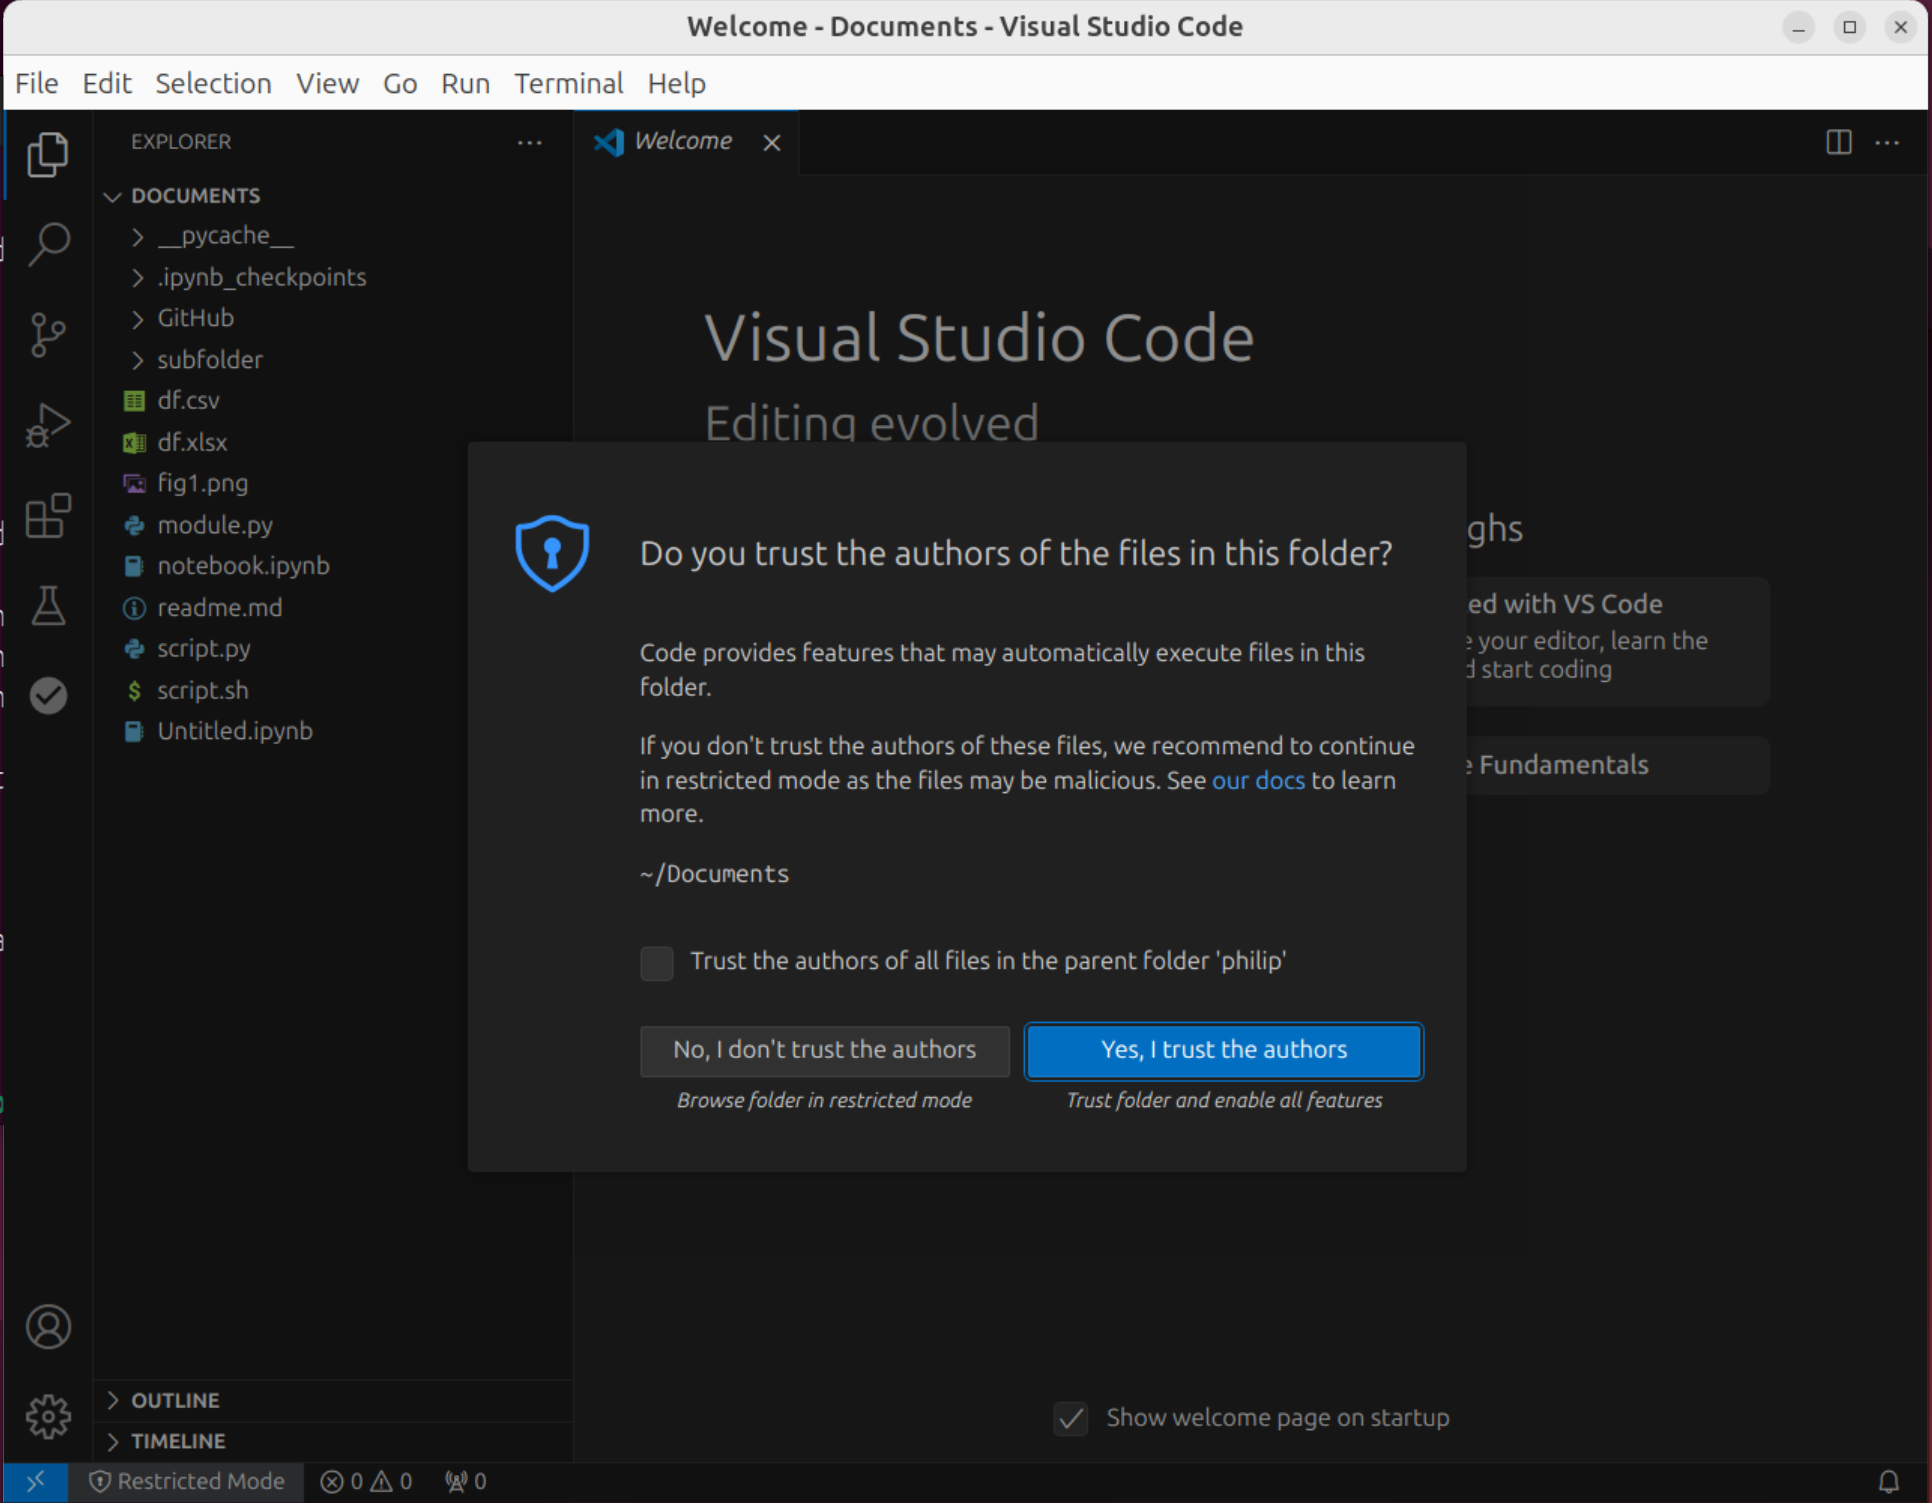 Welcome - Documents - Visual Studio Code
File Edit Selection View Go Run Terminal Help
EXPLORER
Welcome
DOCUMENTS
__pycache__
.ipynb_checkpoints
GitHub
subfolder
df.csv
df.xlsx
fig1.png
module.py
notebook.ipynb
readme.md
script.py
script.sh
Untitled.ipynb
OUTLINE
TIMELINE
Visual Studio Code
Editing evolved
ghs
ed with VS Code
your editor, learn the
start coding
Fundamentals
Do you trust the authors of the files in this folder?
Code provides features that may automatically execute files in this
folder.
If you don't trust the authors of these files, we recommend to continue
in restricted mode as the files may be malicious. See our docs to learn
more.
~/Documents
Trust the authors of all files in the parent folder 'philip'
No, I don't trust the authors
Yes, I trust the authors
Browse folder in restricted mode
Trust folder and enable all features
Show welcome page on startup
Restricted Mode 0 0 0